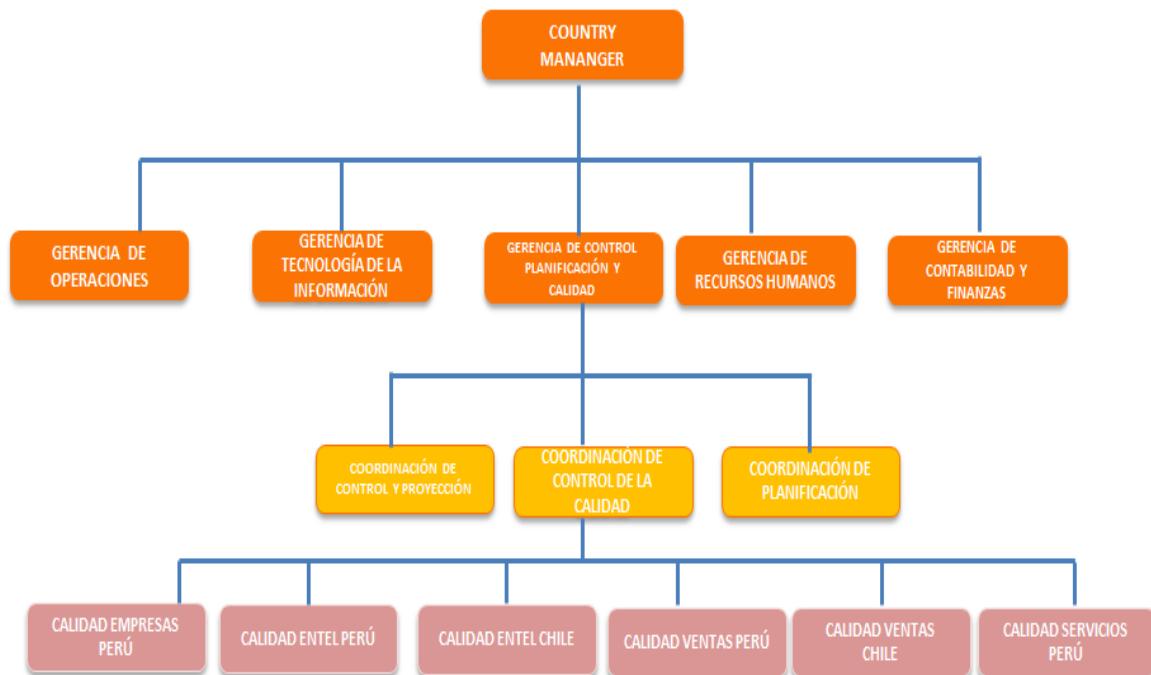 COUNTRY
MANANGER
GERENCIA DE
OPERACIONES
GERENCIA DE
TECNOLOGÍA DE LA
INFORMACIÓN
GERENCIA DE CONTROL
PLANIFICACIÓN Y
CALIDAD
GERENCIA DE
RECURSOS HUMANOS
GERENCIA DE
CONTABILIDAD Y
FINANZAS
COORDINACIÓN DE
CONTROL Y PROYECCIÓN
COORDINACIÓN DE
CONTROL DE LA
CALIDAD
COORDINACIÓN DE
PLANIFICACIÓN
CALIDAD EMPRESAS
PERÚ
CALIDAD ENTEL PERÚ
CALIDAD ENTEL CHILE
CALIDAD VENTAS PERÚ
CALIDAD VENTAS
CHILE
CALIDAD SERVICIOS
PERÚ